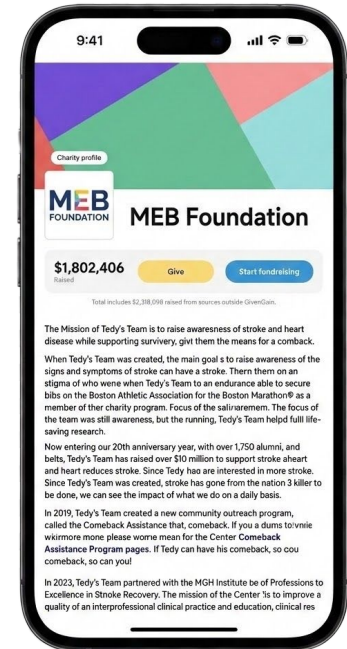 9:41
Charity profile
MEB
FOUNDATION
MEB Foundation
$1,802,406
Raised
Give
Start fundreising
Total includes $2,318,098 raised from sources outside GivenGain.
The Mission of Tedy's Team is to raise awaresness of stroke and heart
disease while supporting survivery, givt them the means for a comback.
When Tedy's Team was created, the main goal s to raise awareness of the
signs and symptoms of stroke can have a stroke. Thern them on an
stigma of who wene when Tedy's Team to an endurance able to secure
bibs on the Boston Athletic Association for the Boston Marathon® as a
member of ther charity program. Focus of the The focus of
the team was still awareness, but the running, Tedy's Team helpd fulll life-
saving research.
Now entering our 20th anniversary year, with over 1,750 alumni, and
belts, Tedy's Team has raised over $10 million to support stroke aheart
and heart reduces stroke. Since Tedy had are interested in more stroke.
Since Tedy's Team was created, stroke has gone from the nation 3 killer to
be done, we can see the impact of what we do on a daily basis.
In 2019, Tedy's Team created a new community outreach program,
called the Comeback Assistance that, comeback. If you a dums
wkirmore mone please wome mean for the Center Comeback
Assistance Program pages. If Tedy can have his comeback, so cou
comeback, so can you!
In 2023, Tedy's Team partnered with the MGH Institute be of Professions to
Excellence in Stnoke Recovery. The mission of the Center to improve a
quality of an interprofessional clinical practice and education, clinical res